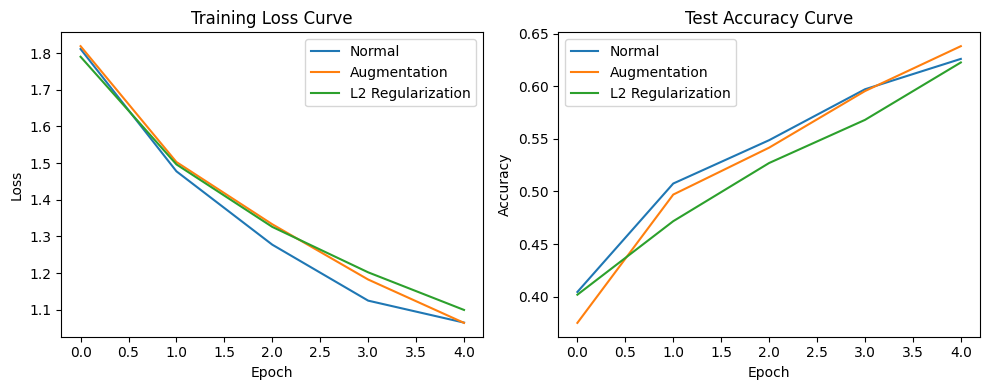 Training Loss Curve
Loss
1.8
1.7
1.6
1.5
1.4
1.3
1.2
1.1
Normal
Augmentation
L2 Regularization
0.0 0.5 1.0 1.5 2.0 2.5 3.0 3.5 4.0
Epoch
Test Accuracy Curve
Accuracy
0.65
0.60
0.55
0.50
0.45
0.40
Normal
Augmentation
L2 Regularization
0.0 0.5 1.0 1.5 2.0 2.5 3.0 3.5 4.0
Epoch